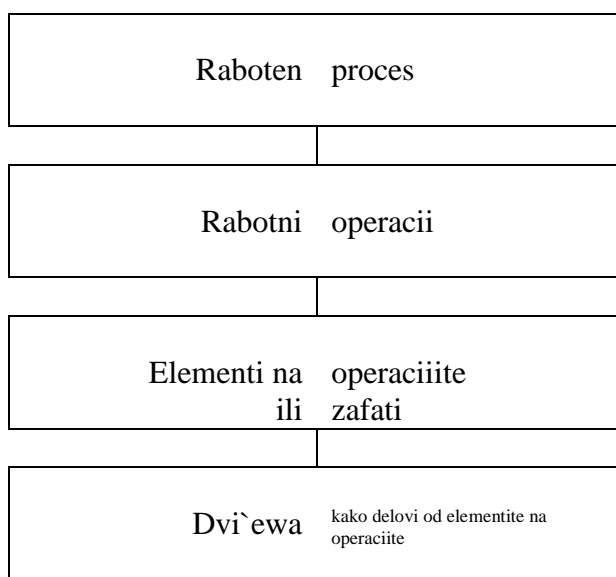 Raboten proces
Rabotni operacii
Elementi na operaciiite
ili zafati
Dvi`ewa kako delovi od elementite na
operaciite